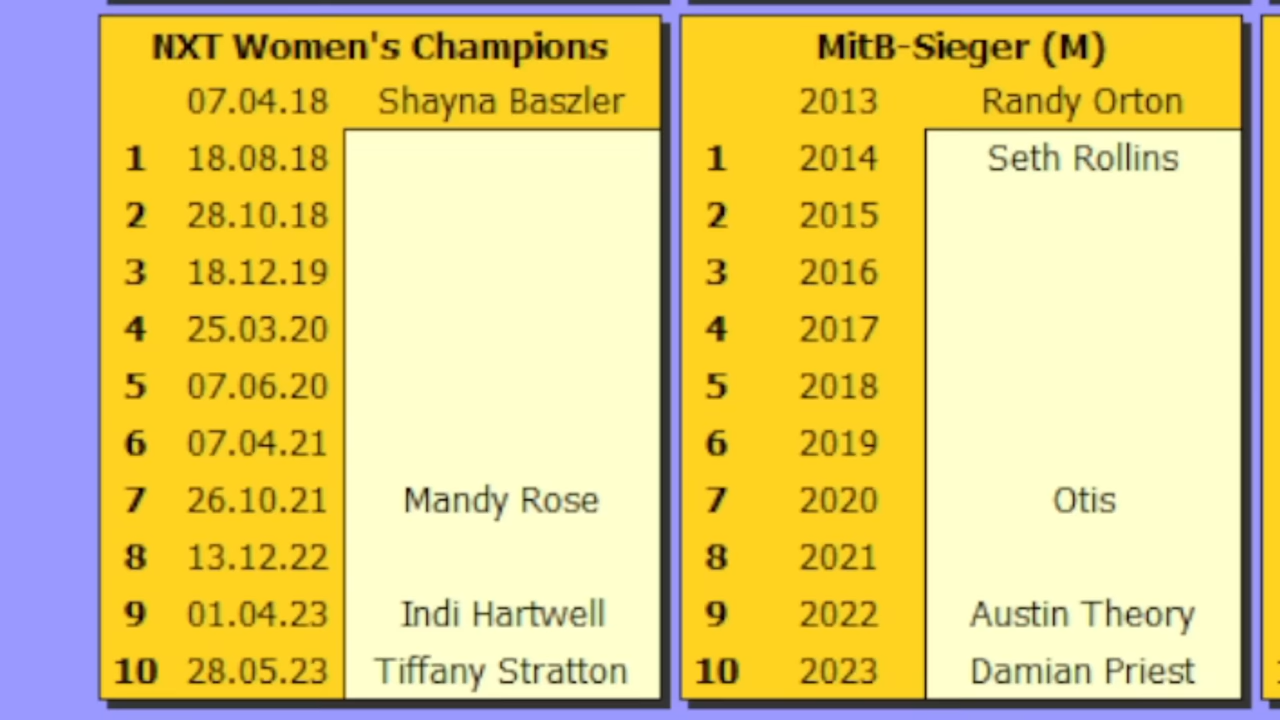 NXT Women's Champions
07.04.18 Shayna Baszler
1 18.08.18
2 28.10.18
3 18.12.19
4 25.03.20
5 07.06.20
6 07.04.21
7 26.10.21 Mandy Rose
8 13.12.22
9 01.04.23 Indi Hartwell
10 28.05.23 Tiffany Stratton
MitB-Sieger (M)
2013 Randy Orton
1 2014 Seth Rollins
2 2015
3 2016
4 2017
5 2018
6 2019
7 2020 Otis
8 2021
9 2022 Austin Theory
10 2023 Damian Priest